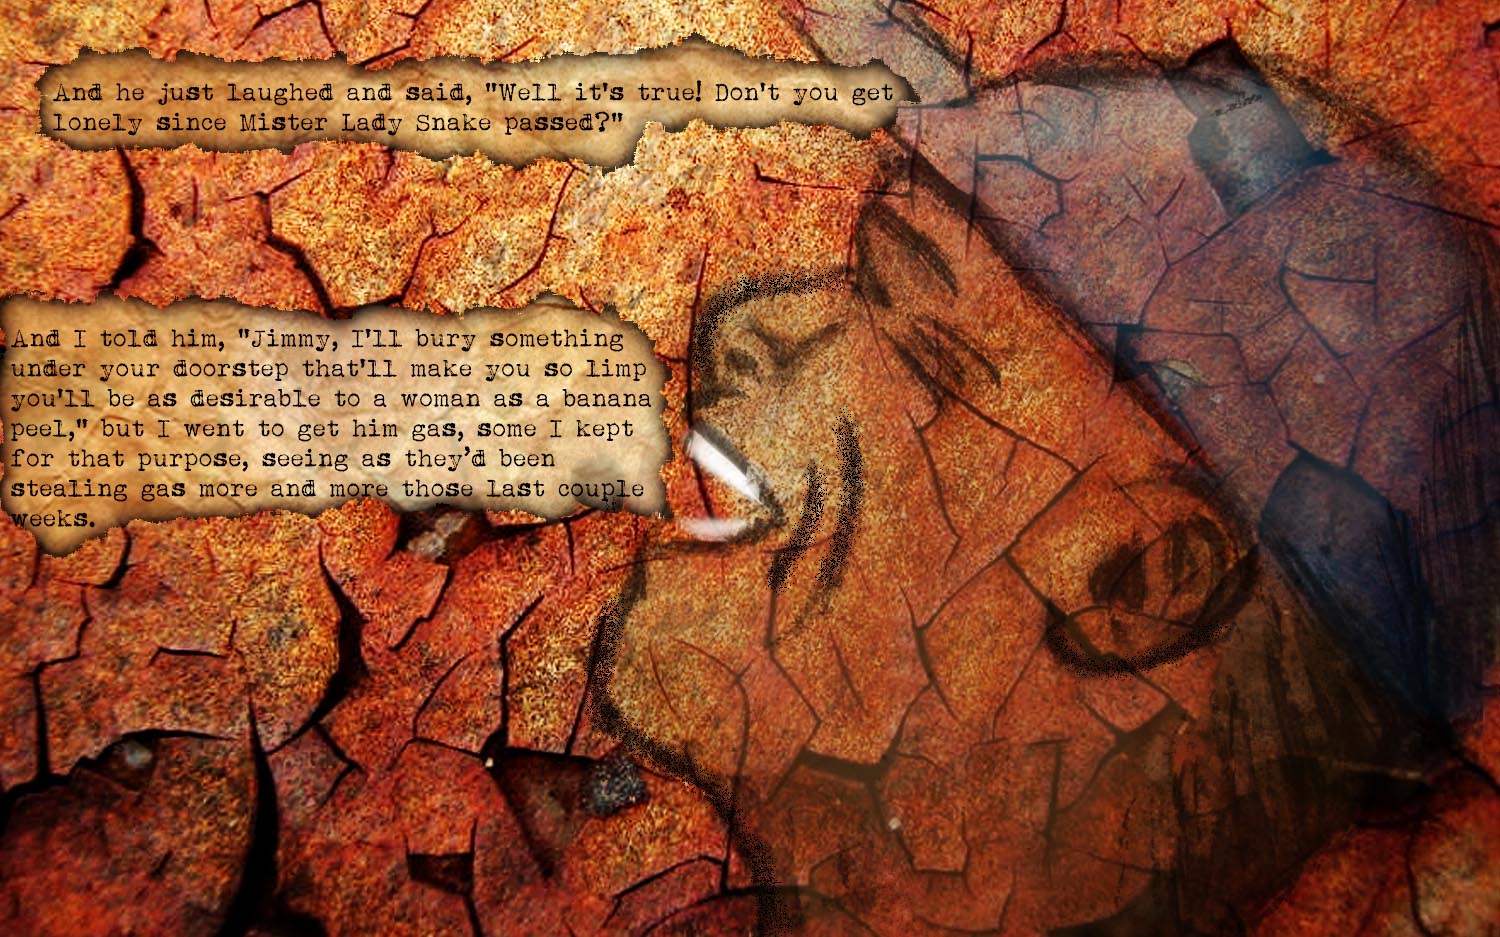 And he just laughed and said, "Well it's true! Don't you get
lonely since Mister Lady Snake passed?"
And I told him, "Jimmy, I'll bury something
under your doorstep that'll make you so limp
you'll be as desirable to a woman as a banana
peel," but I went to get him gas, some I kept
for that purpose, seeing as they’d been
stealing gas more and more those last couple
weeks.